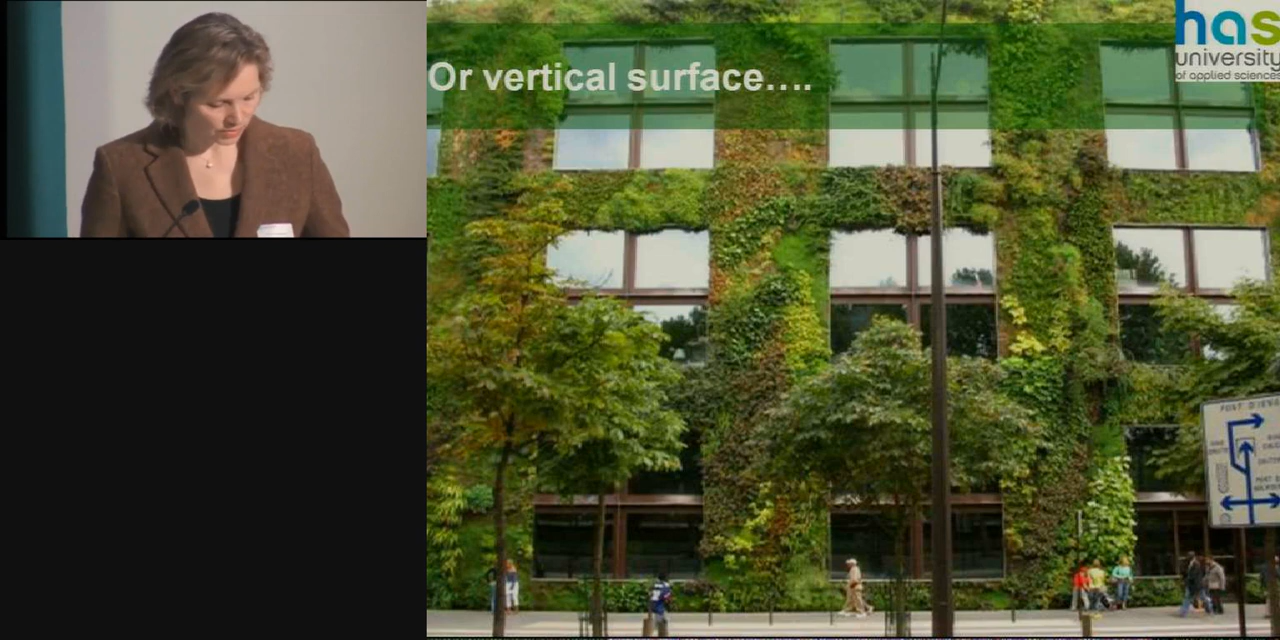 Or vertical surface....
has
university
of applied sciences